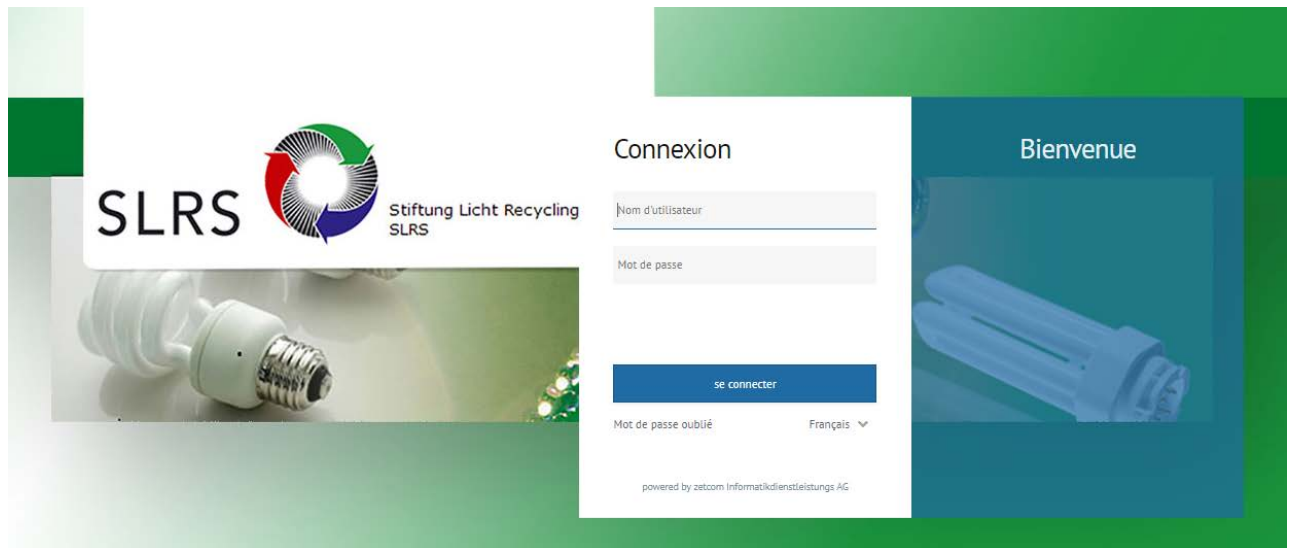 SLRS
Stiftung Licht Recycling
SLRS
Connexion
Nom d'utilisateur
Mot de passe
se connecter
Mot de passe oublié
Français
powered by zetcom Informatikdienstleistungs AG
Bienvenue